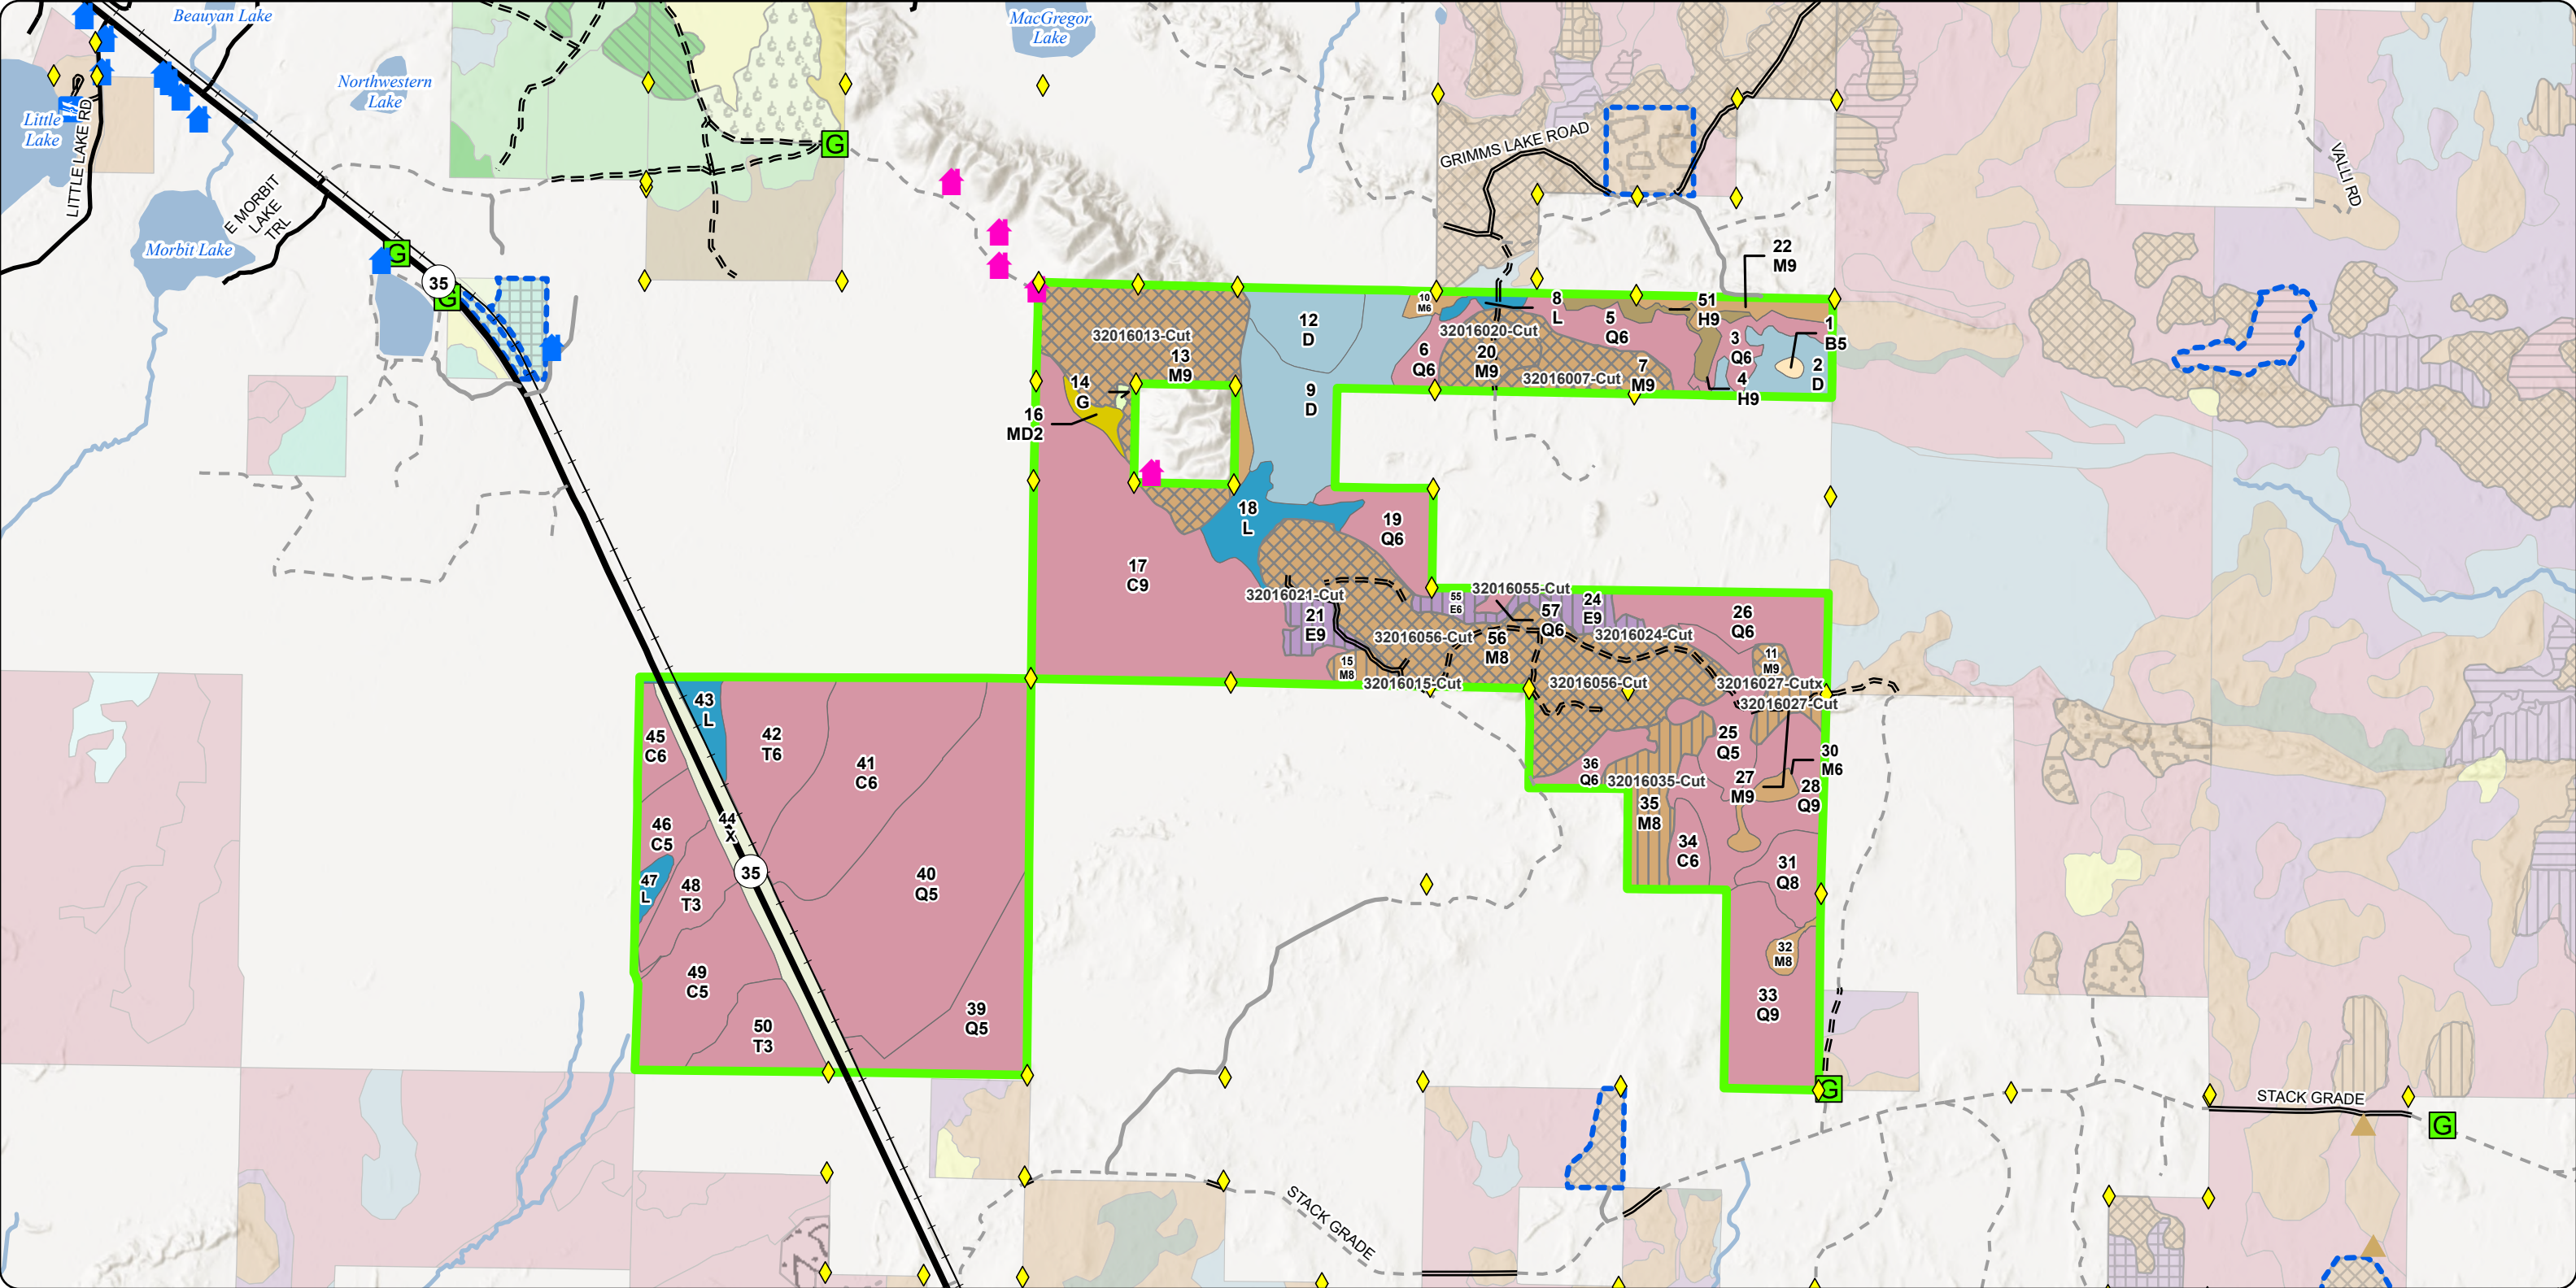 Beauyan Lake
MacGregor
Lake
Northwestern
Lake
Little
Lake
LITTLE LAKE RD
G
GRIMMS LAKE ROAD
VALLI RD
E MORBIT
LAKE
TRL
Morbit Lake
G
35
G
22
M9
10
M6
8
L
51
H9
12
D
32016013-Cut
32016020-Cut
5
Q6
1
B5
13
M9
6
Q6
20
M9
3
Q6
7
M9
32016007-Cut
2
D
4
H9
14
G
9
D
16
MD2
18
L
19
Q6
17
C9
32016055-Cut
32016021-Cut
55
E6
24
E9
57
Q6
26
Q6
21
E9
32016056-Cut
56
M8
32016024-Cut
15
M8
11
M9
32016015-Cut
32016056-Cut
32016027-Cutx
32016027-Cut
43
L
45
C6
42
T6
41
C6
25
Q5
30
M6
36
Q6
32016035-Cut
27
M9
28
Q9
35
M8
44
X
46
C5
34
C6
31
Q8
35
47
L
48
T3
40
Q5
32
M8
49
C5
33
Q9
50
T3
39
Q5
G
STACK GRADE
G
STACK GRADE